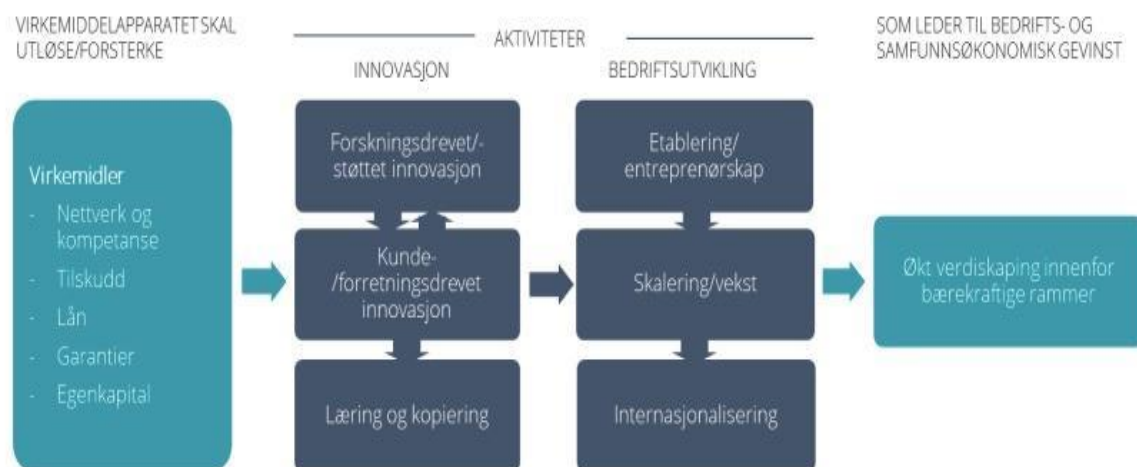 VIRKEMIDDELAPPARATET SKAL
UTLØSE/FORSTERKE
AKTIVITETER
SOM LEDER TIL BEDRIFTS- OG
SAMFUNNSØKONOMISK GEVINST
INNOVASJON
BEDRIFTSUTVIKLING
Virkemidler
- Nettverk og
kompetanse
- Tilskudd
- Lån
- Garantier
- Egenkapital
Forskningsdrevet/-
støttet innovasjon
Kunde-
/forretningsdrevet
innovasjon
Læring og kopiering
Etablering/
entreprenørskap
Skalering/vekst
Internasjonalisering
Økt verdiskaping innenfor
bærekraftige rammer